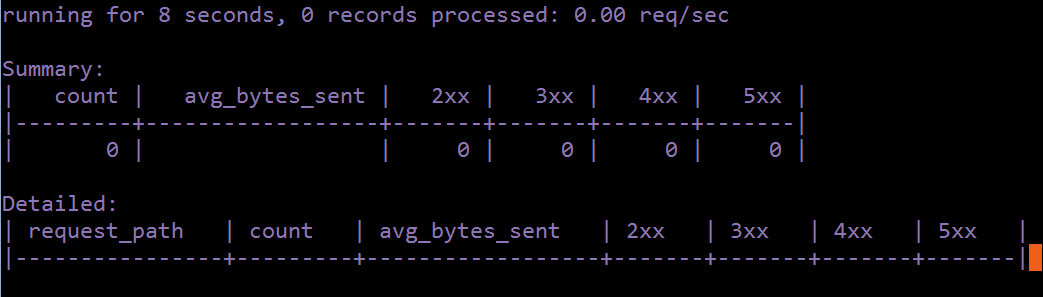 running for 8 seconds, 0 records processed: 0.00 req/sec
Summary:
|   count |   avg_bytes_sent |   2xx |   3xx |   4xx |   5xx |
|---------+------------------+-------+-------+-------+-------|
|       0 |                  |     0 |     0 |     0 |     0 |
Detailed:
| request_path   | count   | avg_bytes_sent   | 2xx   | 3xx   | 4xx   | 5xx   |
|----------------+---------+------------------+-------+-------+-------+-------|